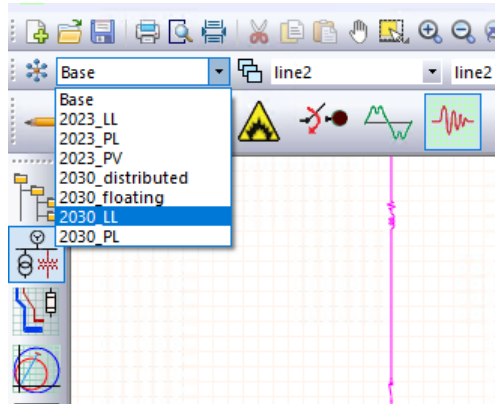 Base line2 line2
Base
2023_LL
2023_PL
2023_PV
2030_distributed
2030_floating
2030_LL
2030_PL